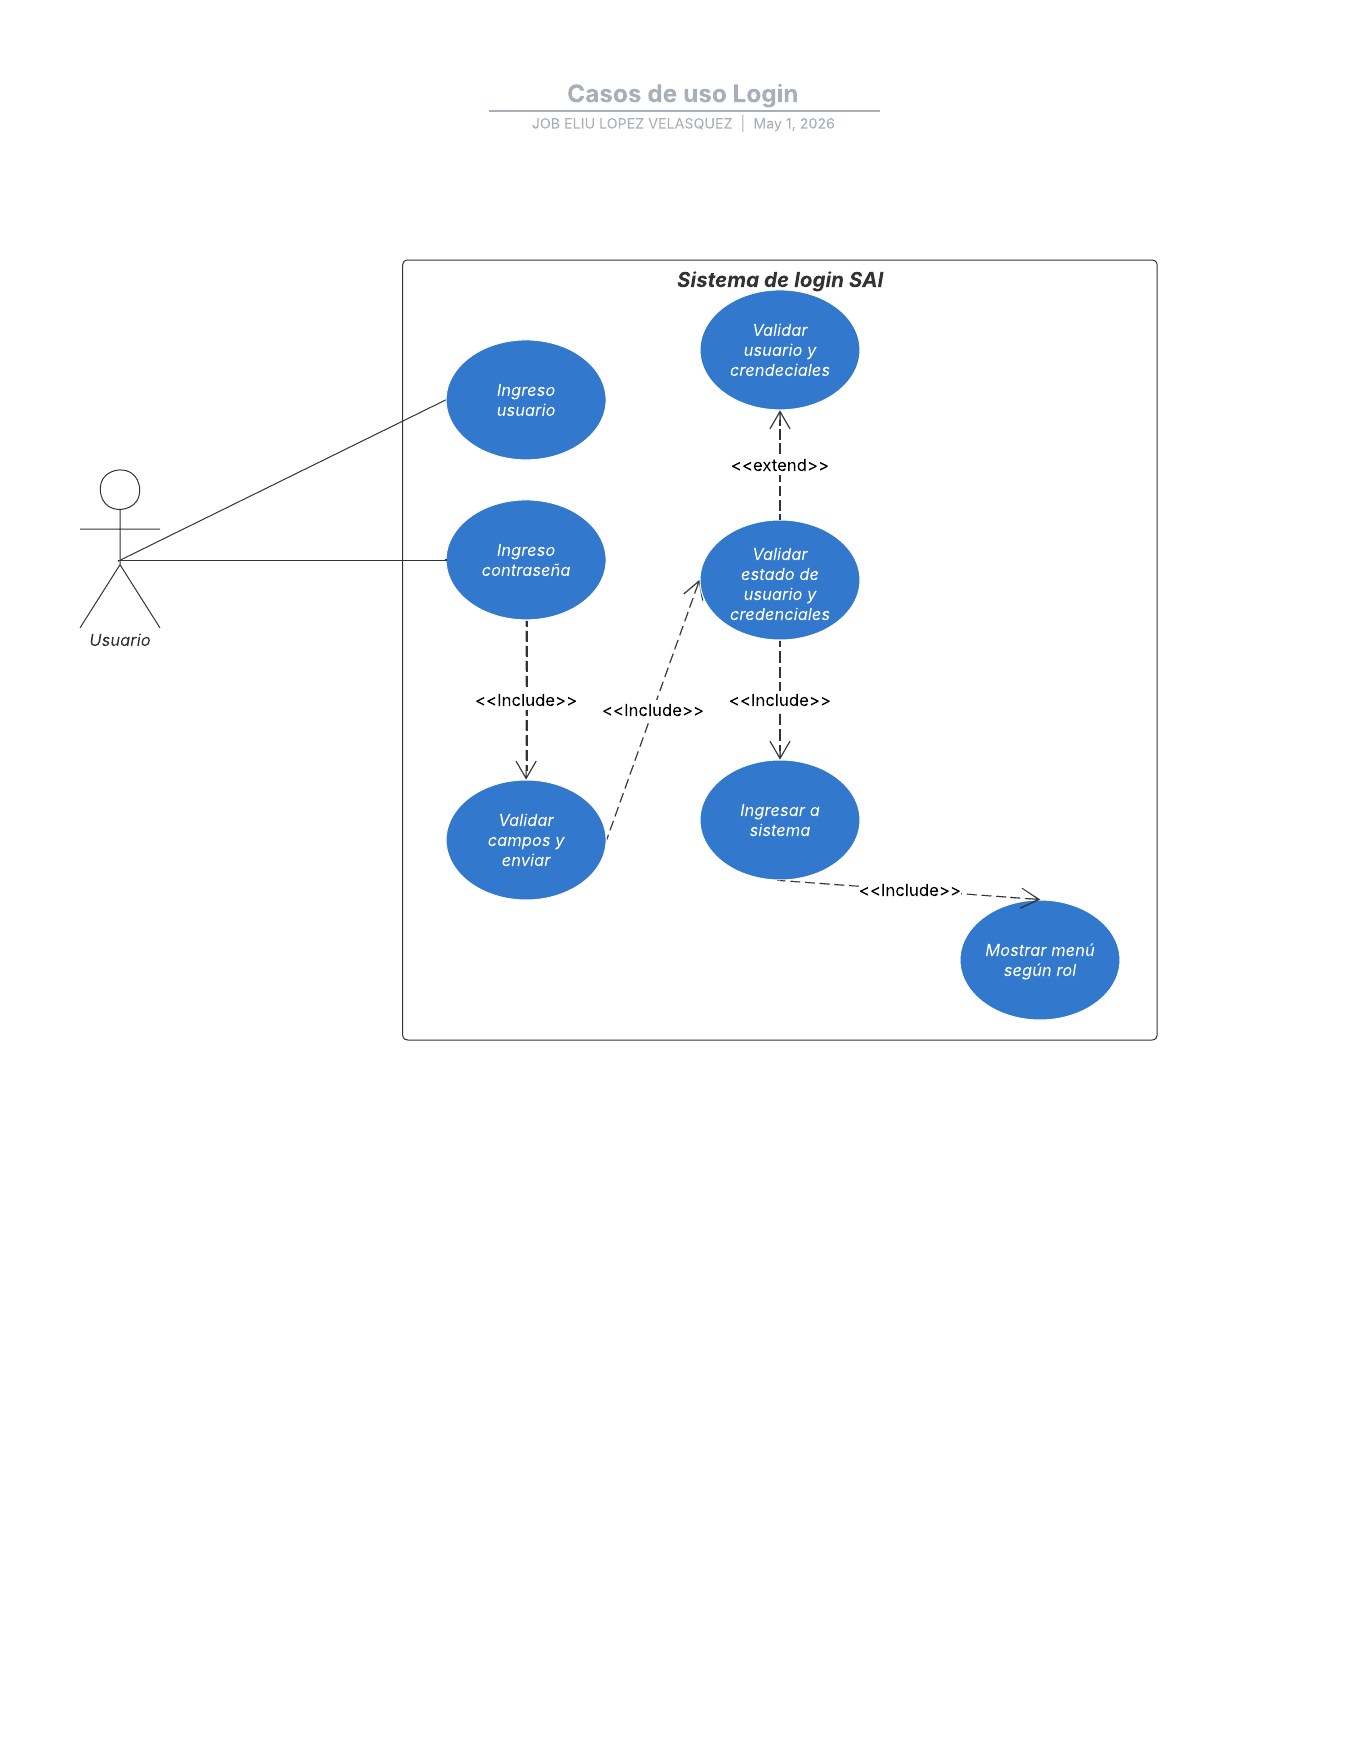 Casos de uso Login
JOB ELIU LOPEZ VELASQUEZ | May 1, 2026
Sistema de login SAI
Validar
usuario y
crendeciales
Ingreso
usuario
<<extend>>
Usuario
Ingreso
contraseña
Validar
estado de
usuario y
credenciales
<<Include>>
<<Include>>
<<Include>>
Validar
campos y
enviar
Ingresar a
sistema
<<Include>>
Mostrar menú
según rol